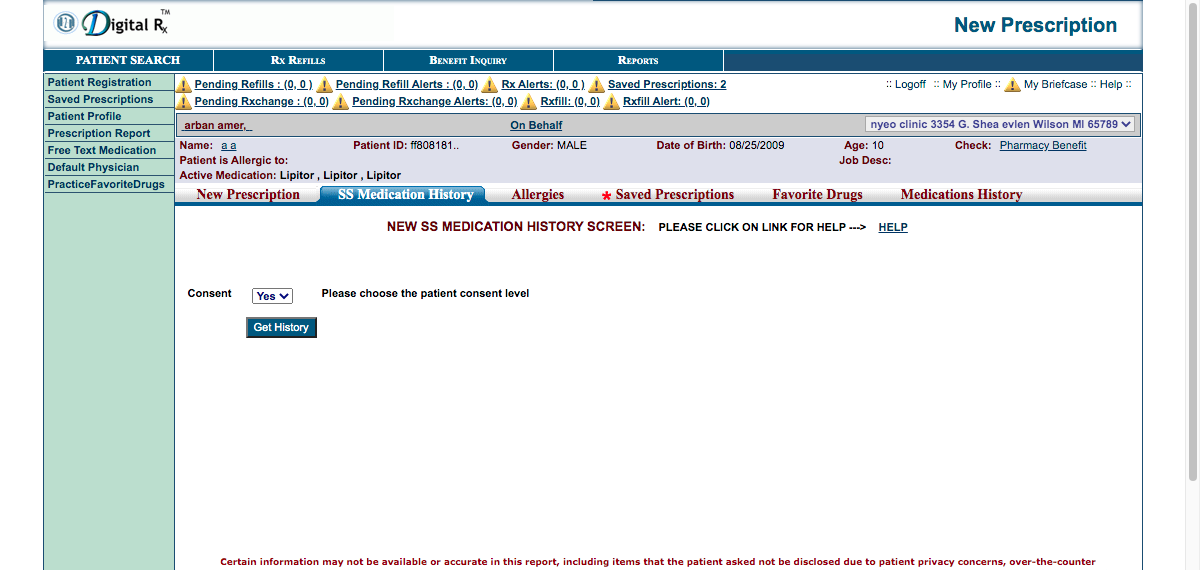 Digital Rx TM
New Prescription
PATIENT SEARCH RX REFILLS BENEFIT INQUIRY REPORTS
Patient Registration
Saved Prescriptions
Patient Profile
Prescription Report
Free Text Medication
Default Physician
PracticeFavoriteDrugs
Pending Refills : (0, 0 ) Pending Refill Alerts : (0, 0) Rx Alerts: (0, 0 ) Saved Prescriptions: 2 :: Logoff :: My Profile :: My Briefcase :: Help ::
Pending Rxchange : (0, 0) Pending Rxchange Alerts: (0, 0) Rxfill: (0, 0) Rxfill Alert: (0, 0)
arban amer, On Behalf nyeo clinic 3354 G. Shea evlen Wilson MI 65789
Name: a a Patient ID: ff808181.. Gender: MALE Date of Birth: 08/25/2009 Age: 10 Check: Pharmacy Benefit
Patient is Allergic to: Job Desc:
Active Medication: Lipitor , Lipitor , Lipitor
New Prescription SS Medication History Allergies * Saved Prescriptions Favorite Drugs Medications History
NEW SS MEDICATION HISTORY SCREEN: PLEASE CLICK ON LINK FOR HELP ---> HELP
Consent Yes Please choose the patient consent level
Get History
Certain information may not be available or accurate in this report, including items that the patient asked not be disclosed due to patient privacy concerns, over-the-counter